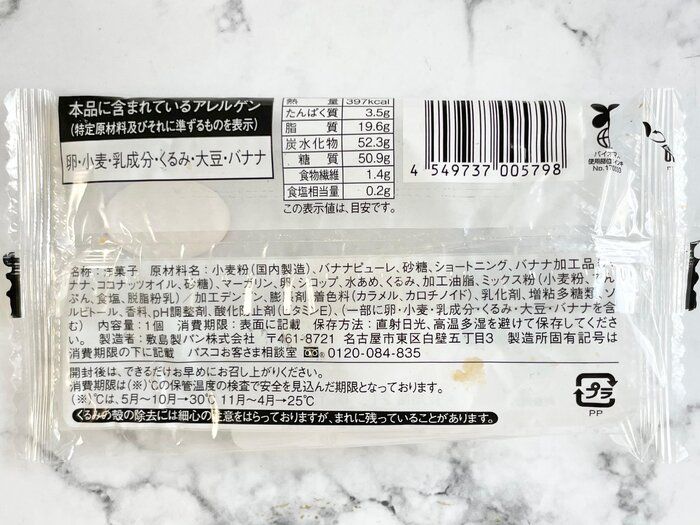 本品に含まれているアレルゲン
(特定原材料及びそれに準ずるものを表示)
卵・小麦・乳成分・くるみ・大豆・バナナ
熱量 397kcal
たんぱく質 3.5g
脂質 19.6g
炭水化物 52.3g
糖質 50.9g
食物繊維 1.4g
食塩相当量 0.2g
この表示値は、目安です。
4 549737 005798
バイオマス
名称:洋菓子 原材料名:小麦粉(国内製造)、バナナピューレ、砂糖、ショートニング、バナナ加工品
ナナ、ココナッツオイル、砂糖)、マーガリン、卵、シロップ、水あめ、くるみ、加工油脂、ミックス粉(小麦粉、でん
ぷん、食塩、脱脂粉乳)/加工デンプン、膨脹剤、着色料(カラメル、カロチノイド)、乳化剤、増粘多糖類、ソ
ルビトール、香料、pH調整剤、酸化防止剤(ビタミンE)、(一部に卵・小麦・乳成分・くるみ・大豆・バナナを含
む) 内容量:1個 消費期限:表面に記載 保存方法:直射日光、高温多湿を避けて保存してくださ
い。 製造者:敷島製パン株式会社 〒461-8721 名古屋市東区白壁五丁目3 製造所固有記号は
消費期限の下に記載 パスコお客さま相談室 0120-084-835
開封後は、できるだけお早めにお召し上がりください。
消費期限は(※)℃の保管温度の検査で安全を見込んだ期限となっております。
(※)℃は、5月~10月→30℃ 11月~4月→25℃
くるみの殻の除去には細心の注意をはらっておりますが、まれに残っていることがあります。
プラ
PP